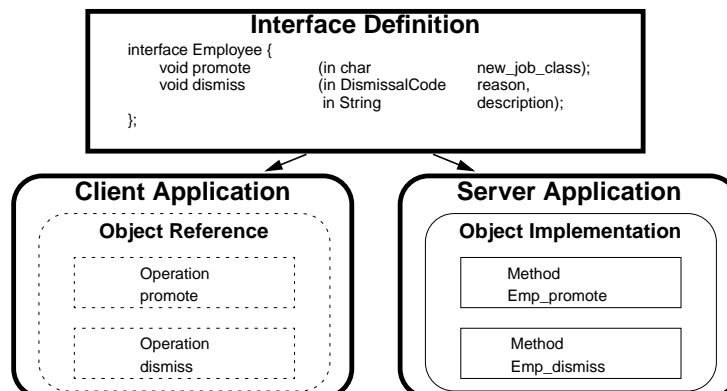 Interface Definition
interface Employee {
void promote (in char new_job_class);
void dismiss (in DismissalCode reason,
in String description);
};
Client Application
Object Reference
Operation
promote
Operation
dismiss
Server Application
Object Implementation
Method
Emp_promote
Method
Emp_dismiss